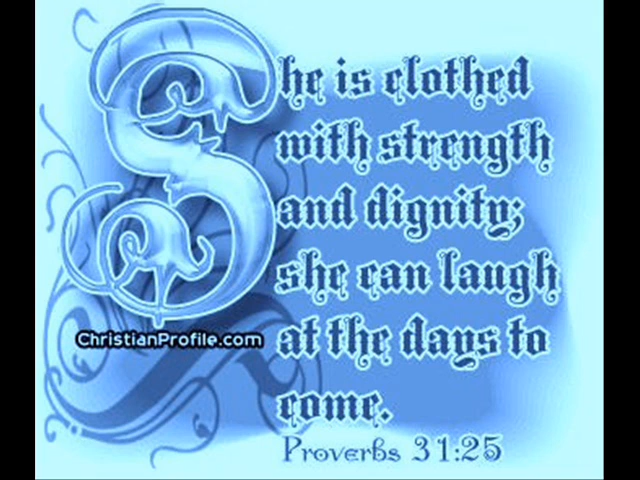 She is clothed
with strength
and dignity;
she can laugh
at the days to
come.
ChristianProfile.com
Proverbs 31:25